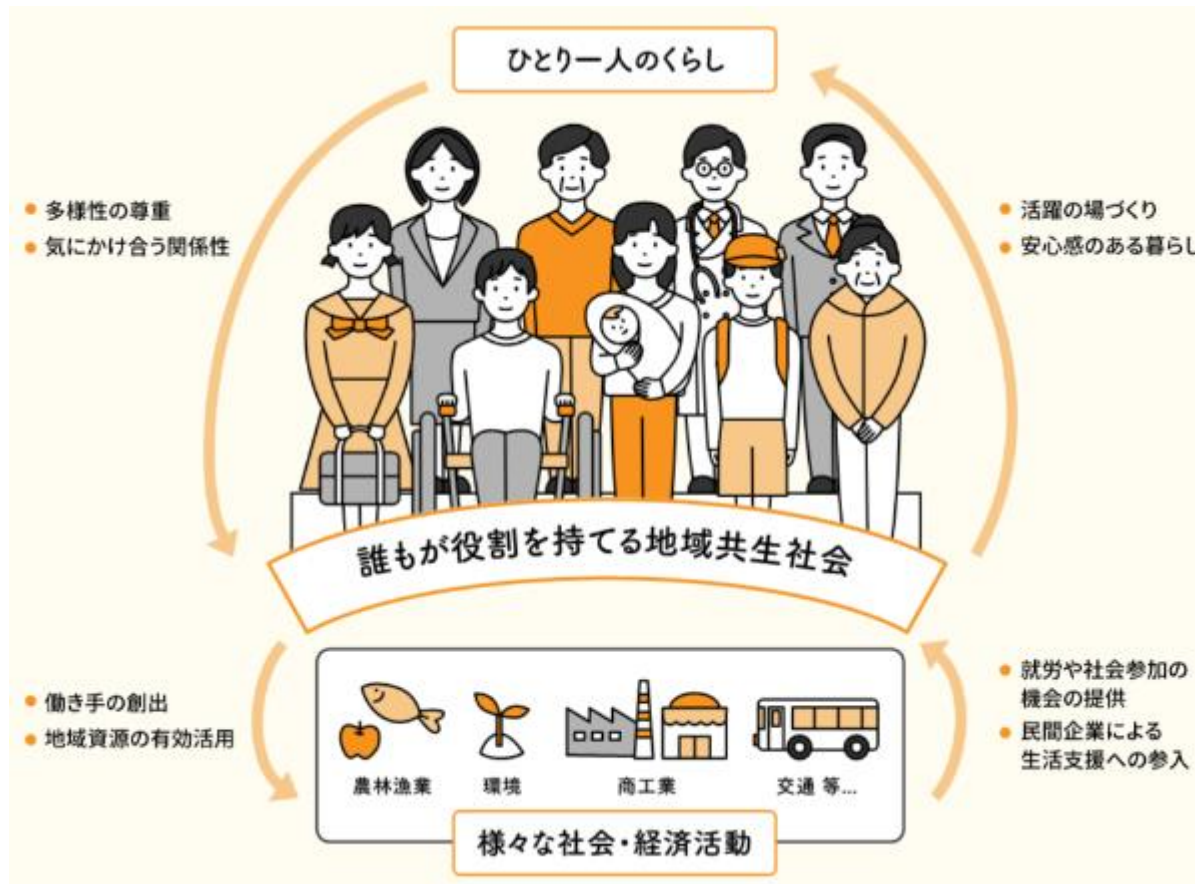 ひとり一人のくらし
● 多様性の尊重
● 気にかけ合う関係性
● 活躍の場づくり
● 安心感のある暮らし
誰もが役割を持てる地域共生社会
● 働き手の創出
● 地域資源の有効活用
● 就労や社会参加の
機会の提供
● 民間企業による
生活支援への参入
農林漁業
環境
商工業
交通 等...
様々な社会・経済活動